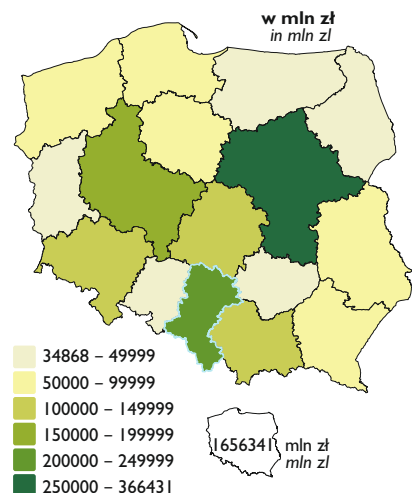 w mln zł
in mln zl
34868 – 49999
50000 – 99999
100000 – 149999
150000 – 199999
200000 – 249999
250000 – 366431
1656341 mln zł
mln zl